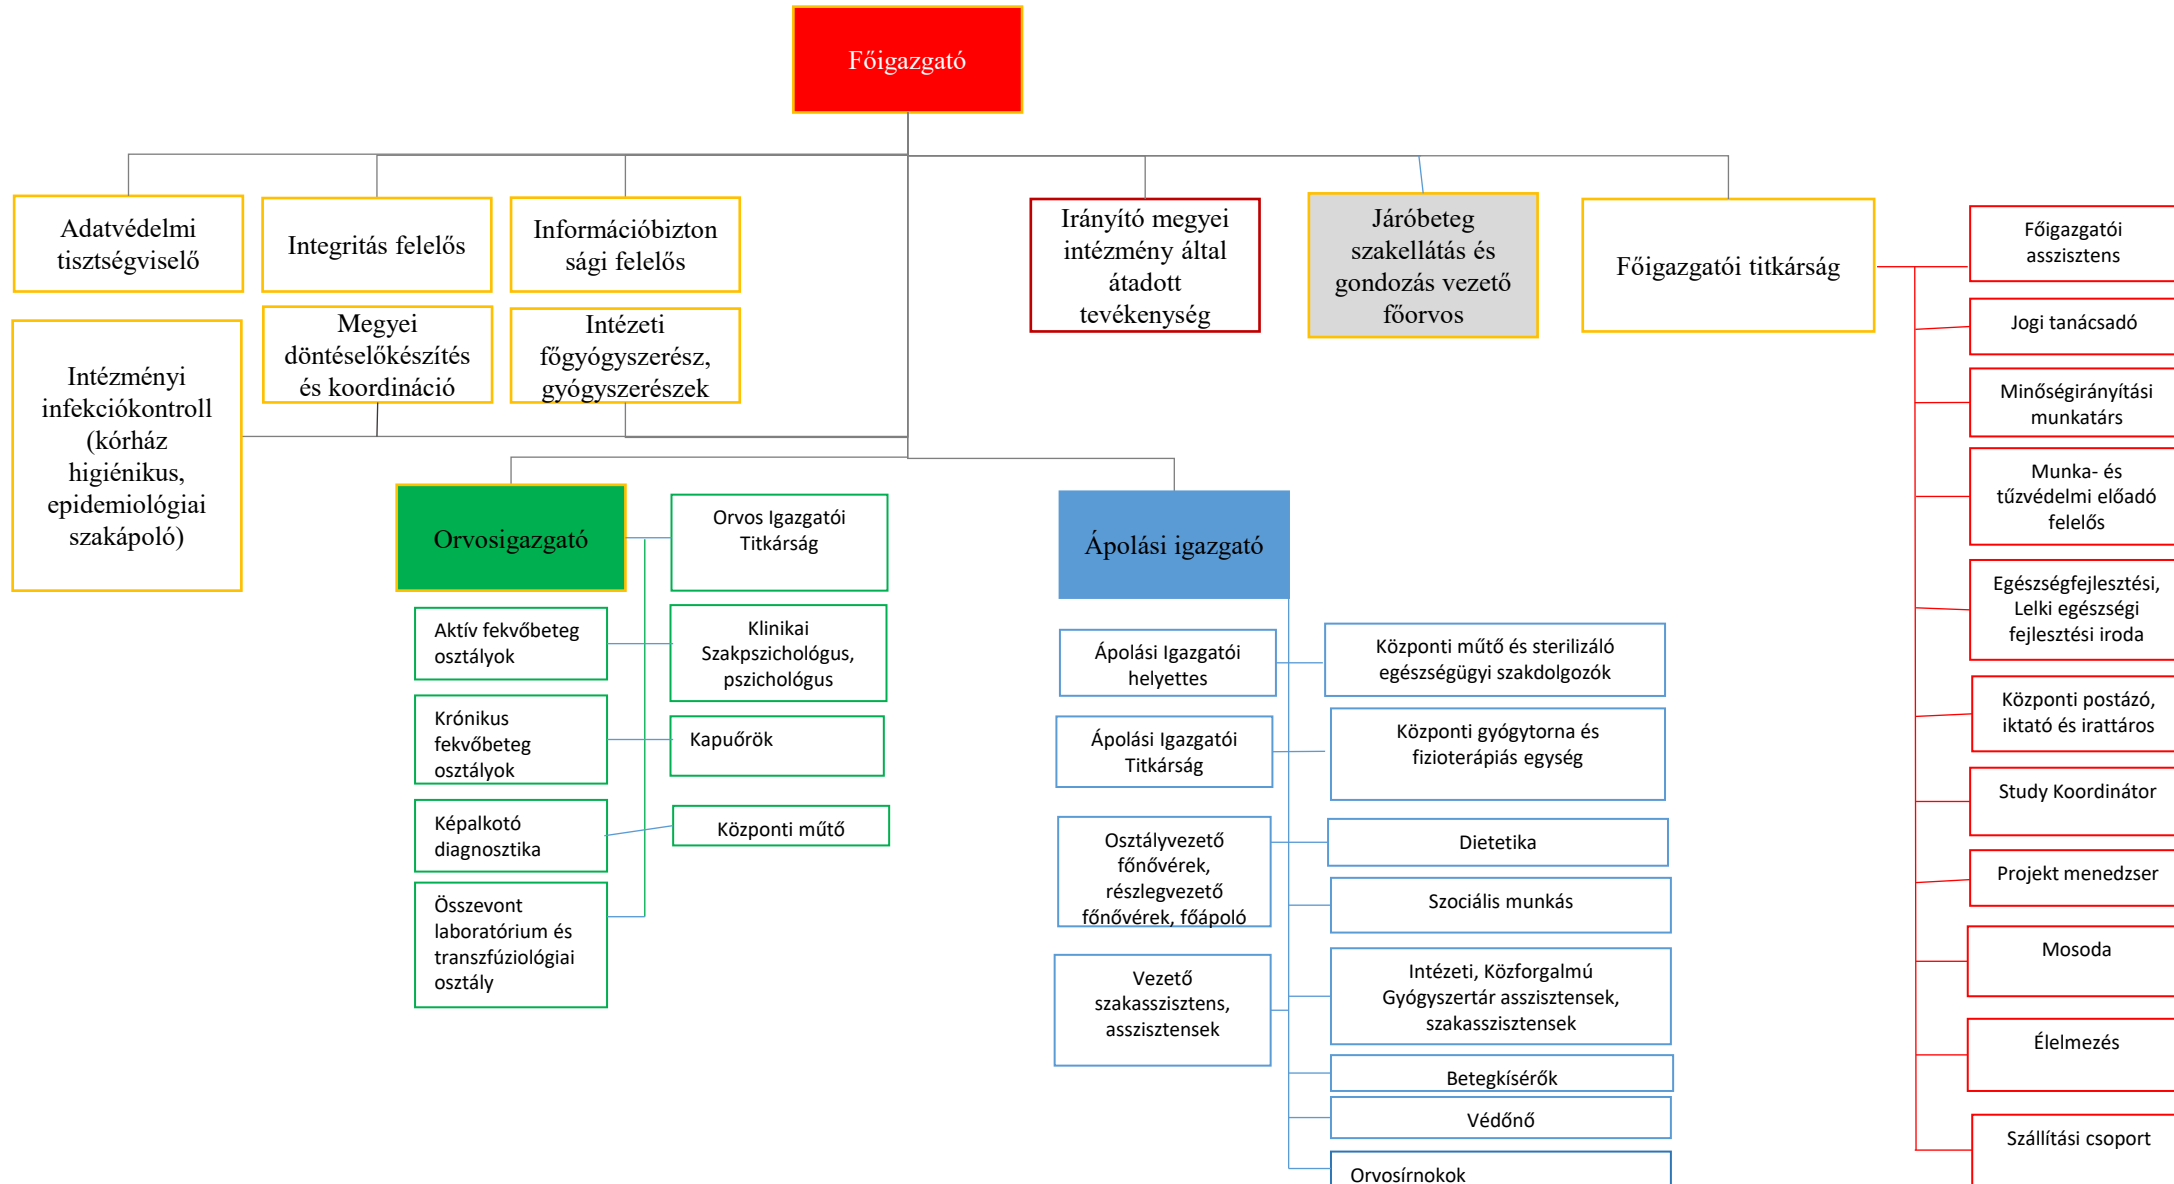 Főigazgató
Adatvédelmi
tisztségviselő
Integritás felelős
Információbizton
sági felelős
Irányító megyei
intézmény által
átadott
tevékenység
Járóbeteg
szakellátás és
gondozás vezető
főorvos
Főigazgatói titkárság
Intézményi
infekciókontroll
(kórház
higiénikus,
epidemiológiai
szakápoló)
Megyei
döntéselőkészítés
és koordináció
Intézeti
főgyógyszerész,
gyógyszerészek
Orvosigazgató
Orvos Igazgatói
Titkárság
Aktív fekvőbeteg
osztályok
Klinikai
Szakpszichológus,
pszichológus
Krónikus
fekvőbeteg
osztályok
Kapuőrök
Képalkotó
diagnosztika
Központi műtő
Összevont
laboratórium és
transzfúziológiai
osztály
Ápolási igazgató
Ápolási Igazgatói
helyettes
Központi műtő és sterilizáló
egészségügyi szakdolgozók
Ápolási Igazgatói
Titkárság
Központi gyógytorna és
fizioterápiás egység
Osztályvezető
főnővérek,
részlegvezető
főnővérek, főápoló
Dietetika
Szociális munkás
Vezető
szakasszisztens,
asszisztensek
Intézeti, Közforgalmú
Gyógyszertár asszisztensek,
szakasszisztensek
Betegkísérők
Védőnő
Orvosírnokok
Főigazgatói
asszisztens
Jogi tanácsadó
Minőségirányítási
munkatárs
Munka- és
tűzvédelmi előadó
felelős
Egészségfejlesztési,
Lelki egészségi
fejlesztési iroda
Központi postázó,
iktató és irattáros
Study Koordinátor
Projekt menedzser
Mosoda
Élelmezés
Szállítási csoport